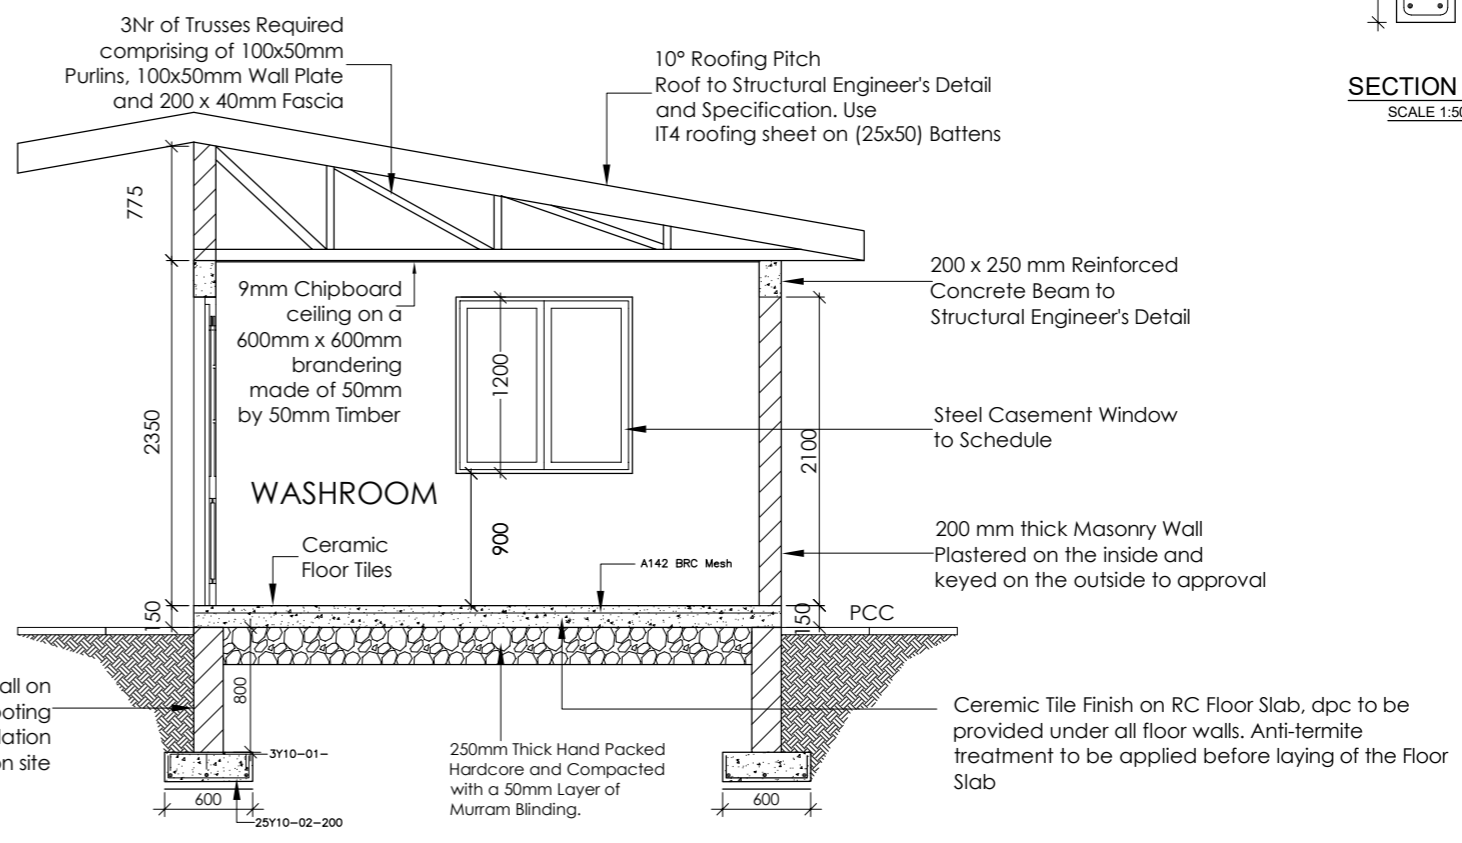 3Nr of Trusses Required
comprising of 100x50mm
Purlins, 100x50mm Wall Plate
and 200 x 40mm Fascia
10° Roofing Pitch
Roof to Structural Engineer's Detail
and Specification. Use
IT4 roofing sheet on (25x50) Battens
SECTION
SCALE 1:50
775
9mm Chipboard
ceiling on a
600mm x 600mm
brandering
made of 50mm
by 50mm Timber
200 x 250 mm Reinforced
Concrete Beam to
Structural Engineer's Detail
1200
2350
2100
Steel Casement Window
to Schedule
WASHROOM
900
Ceramic
Floor Tiles
A142 BRC Mesh
200 mm thick Masonry Wall
Plastered on the inside and
keyed on the outside to approval
150
150
PCC
800
all on
oting
lation
on site
3Y10-01-
250mm Thick Hand Packed
Hardcore and Compacted
with a 50mm Layer of
Murram Blinding.
Ceremic Tile Finish on RC Floor Slab, dpc to be
provided under all floor walls. Anti-termite
treatment to be applied before laying of the Floor
Slab
600
600
25Y10-02-200